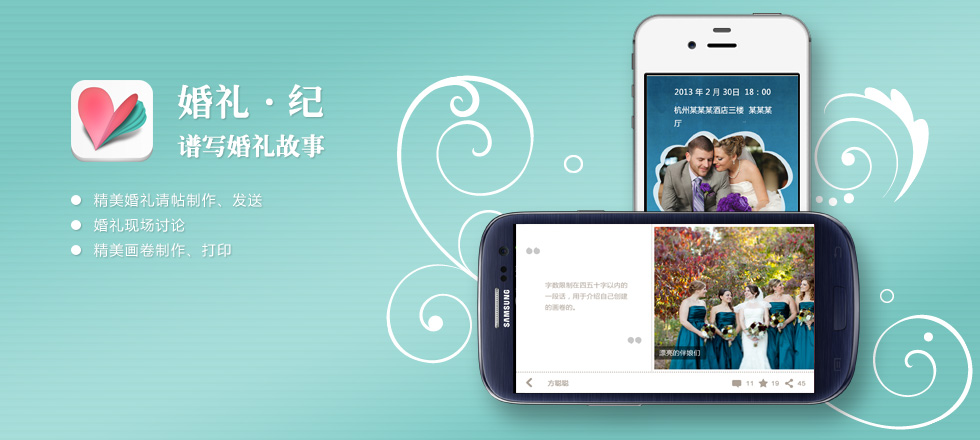 婚礼·纪
谱写婚礼故事
精美婚礼请帖制作、发送
婚礼现场讨论
精美画卷制作、打印
2013 年 2 月 30日 18 : 00
杭州某某某酒店三楼 某某某
厅
字数限制在四五十字以内的
一段话，用于介绍自己创建
的画卷的。
SAMSUNG
漂亮的伴娘们
方聪聪
11 19 45